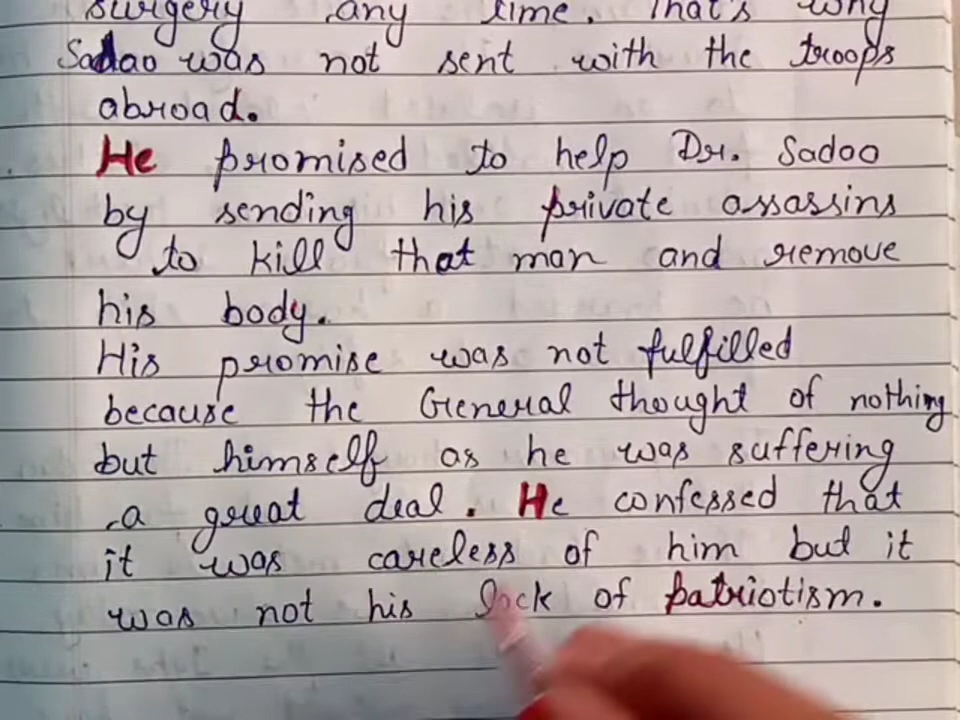 surgery any time. That's why
Sadao was not sent with the troops
abroad.
He promised to help Dr. Sadao
by sending his private assassins
to kill that man and remove
his body.
His promise was not fulfilled
because the General thought of nothing
but himself as he was suffering
a great deal. He confessed that
it was careless of him but it
was not his lack of patriotism.